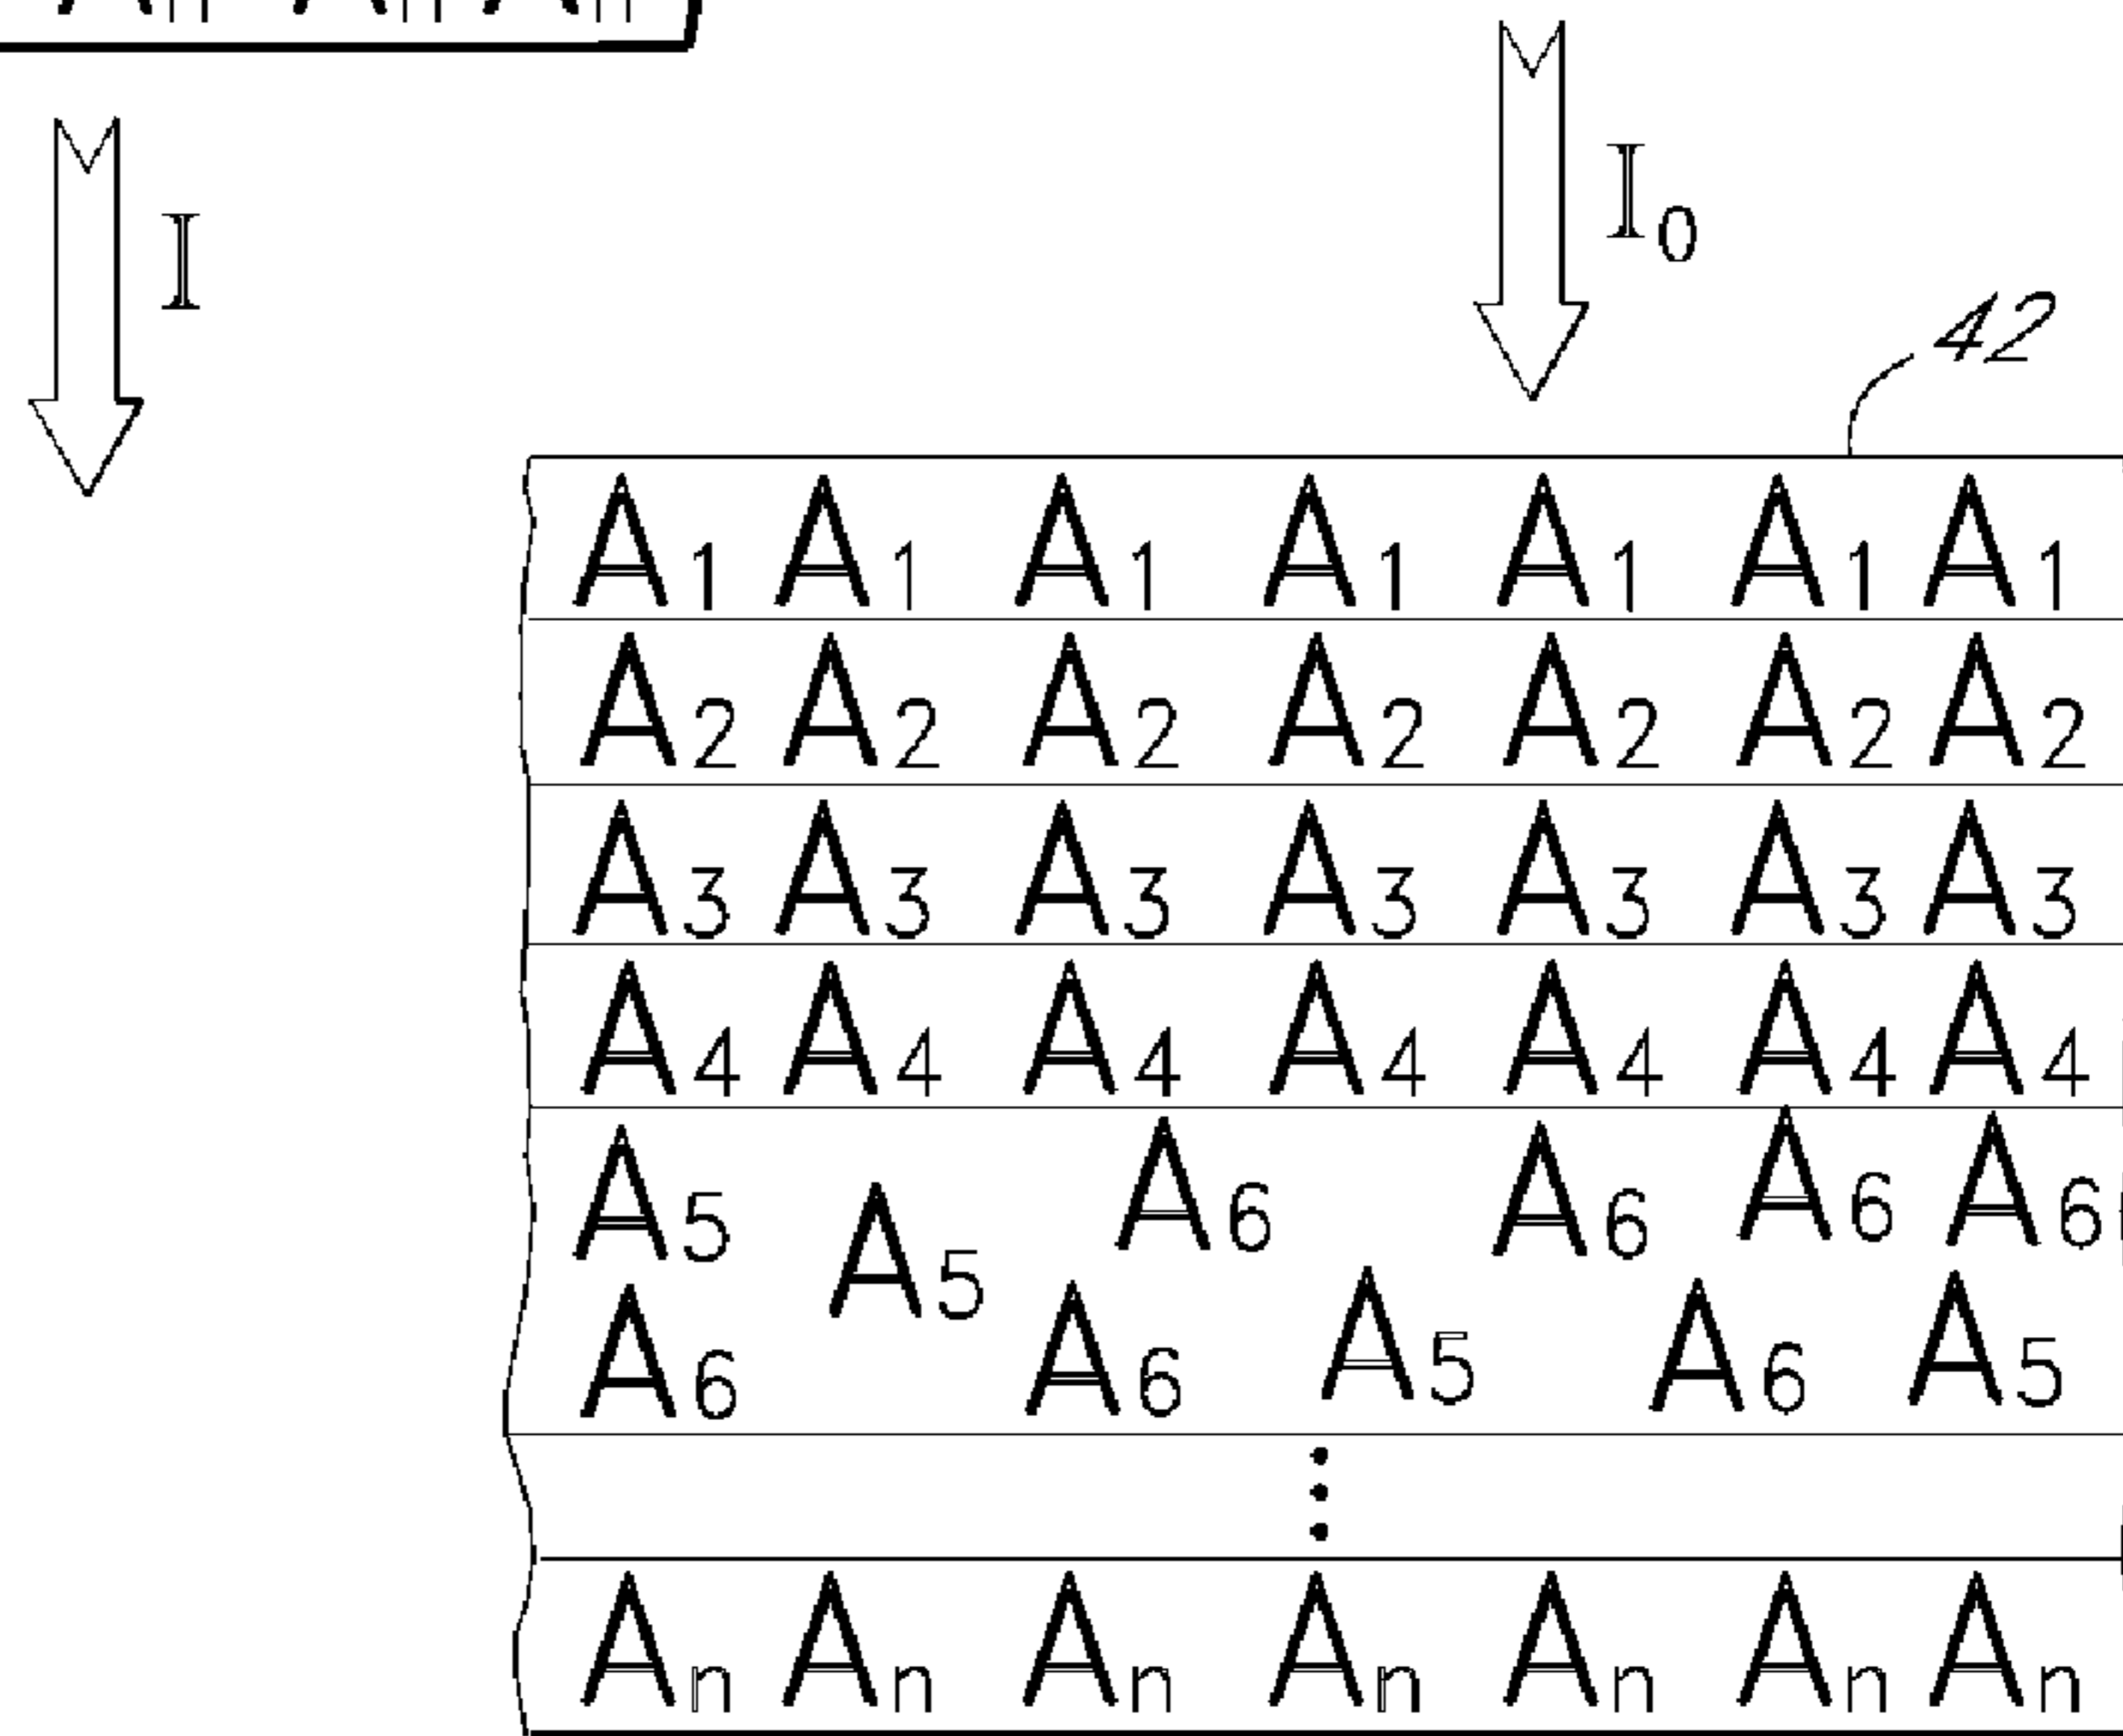 I
I₀
42
A₁ A₁ A₁ A₁ A₁ A₁ A₁
A₂ A₂ A₂ A₂ A₂ A₂ A₂
A₃ A₃ A₃ A₃ A₃ A₃ A₃
A₄ A₄ A₄ A₄ A₄ A₄ A₄
A₅ A₅ A₆ A₆ A₆ A₆
A₆ A₆ A₅ A₆ A₅
Aₙ Aₙ Aₙ Aₙ Aₙ Aₙ Aₙ